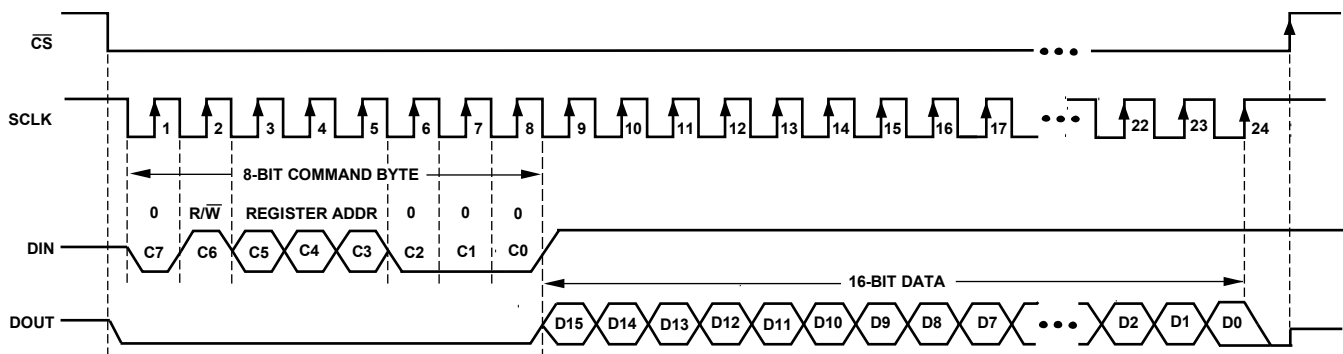 CS
SCLK
1 2 3 4 5 6 7 8 9 10 11 12 13 14 15 16 17 22 23 24
8-BIT COMMAND BYTE
0 R/W REGISTER ADDR 0 0 0
DIN C7 C6 C5 C4 C3 C2 C1 C0
16-BIT DATA
DOUT D15 D14 D13 D12 D11 D10 D9 D8 D7 D2 D1 D0